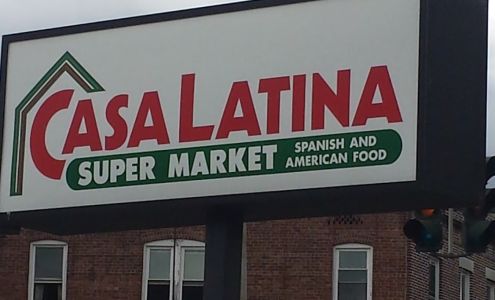 CASA LATINA
SUPER MARKET
SPANISH AND
AMERICAN FOOD